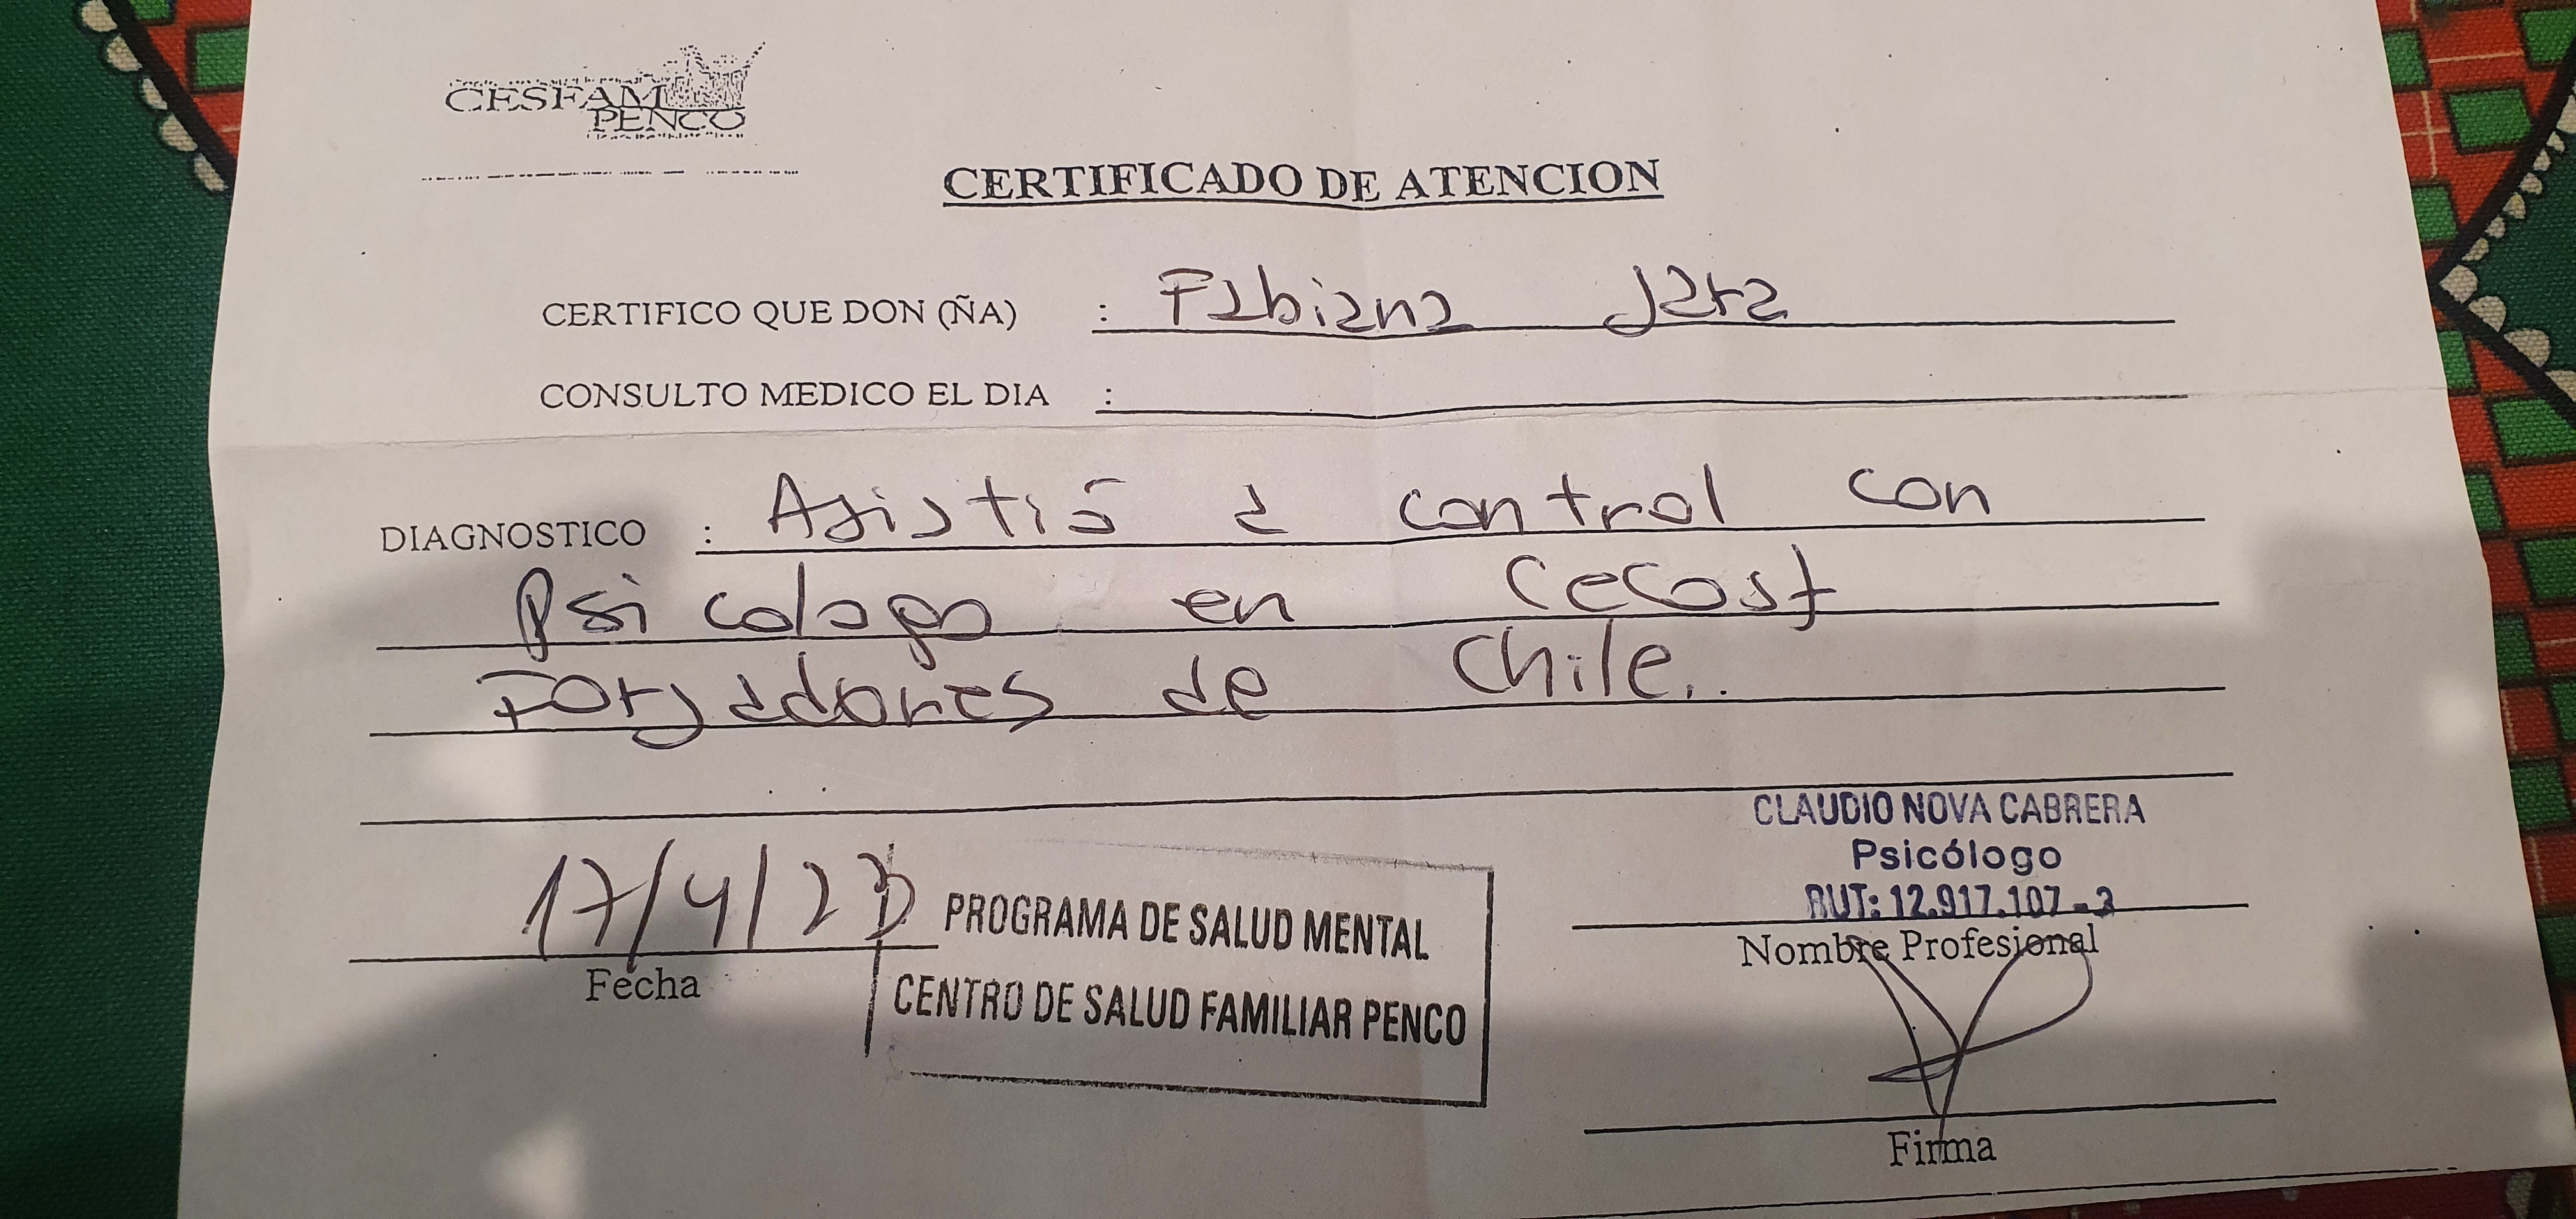 CESFAM
PENCO
CERTIFICADO DE ATENCION
CERTIFICO QUE DON (ÑA) : Fabiana Jara
CONSULTO MEDICO EL DIA :
DIAGNOSTICO : Asistió a control con
Psicologo en Cecosf
Forjadores de Chile.
17/4/23
Fecha
PROGRAMA DE SALUD MENTAL
CENTRO DE SALUD FAMILIAR PENCO
CLAUDIO NOVA CABRERA
Psicólogo
RUT: 12.917.107-3
Nombre Profesional
Firma